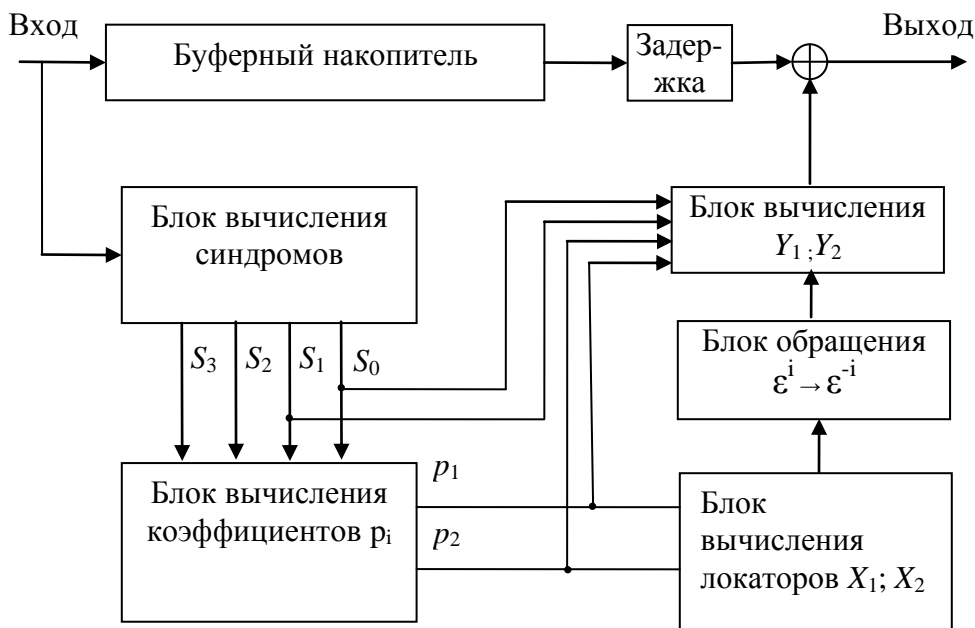 Вход
Буферный накопитель
Задер-
жка
Выход
Блок вычисления
синдромов
Блок вычисления
Y₁ ; Y₂
S₃
S₂
S₁
S₀
Блок обращения
εⁱ → ε⁻ⁱ
Блок вычисления
коэффициентов pᵢ
p₁
p₂
Блок
вычисления
локаторов X₁; X₂